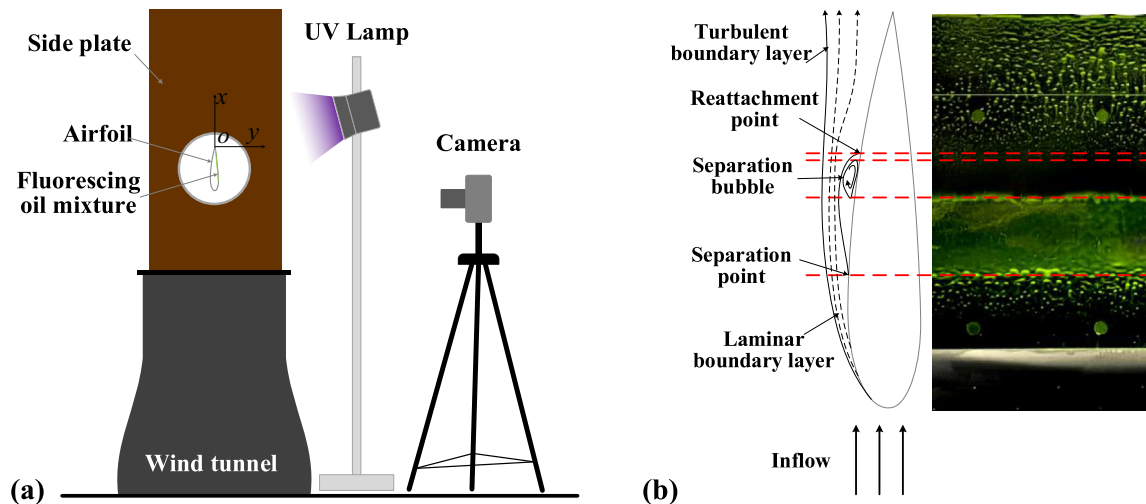 Side plate
UV Lamp
x
o
y
Airfoil
Fluorescing
oil mixture
Camera
Wind tunnel
(a)
Turbulent
boundary layer
Reattachment
point
Separation
bubble
Separation
point
Laminar
boundary layer
Inflow
(b)